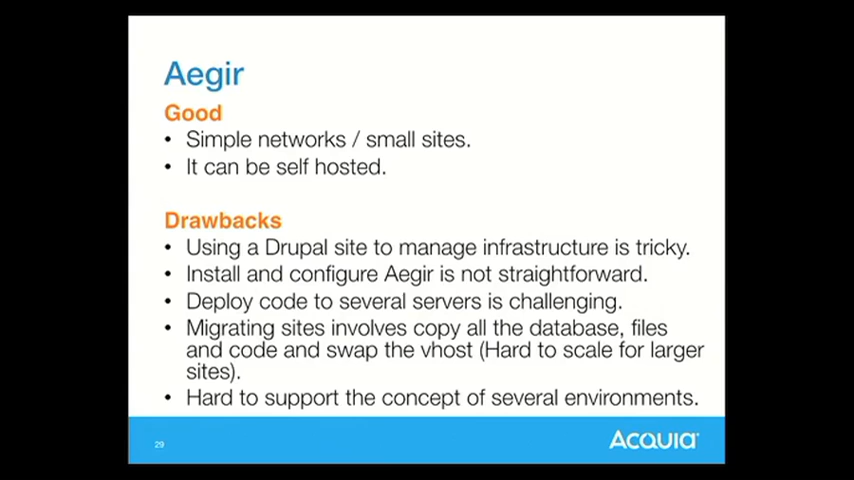 Aegir
Good
• Simple networks / small sites.
• It can be self hosted.
Drawbacks
• Using a Drupal site to manage infrastructure is tricky.
• Install and configure Aegir is not straightforward.
• Deploy code to several servers is challenging.
• Migrating sites involves copy all the database, files
and code and swap the vhost (Hard to scale for larger
sites).
• Hard to support the concept of several environments.
29
ACQUIA